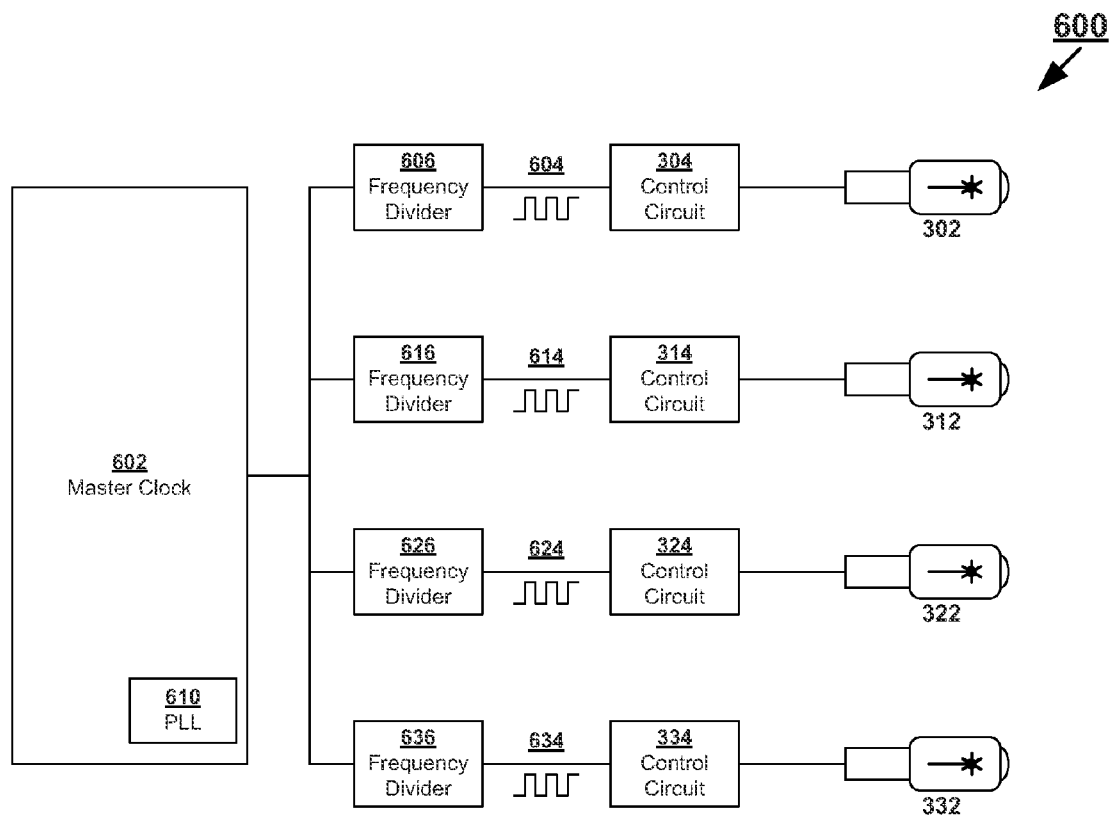 600
606
Frequency
Divider
604
304
Control
Circuit
302
616
Frequency
Divider
614
314
Control
Circuit
312
602
Master Clock
626
Frequency
Divider
624
324
Control
Circuit
322
610
PLL
636
Frequency
Divider
634
334
Control
Circuit
332